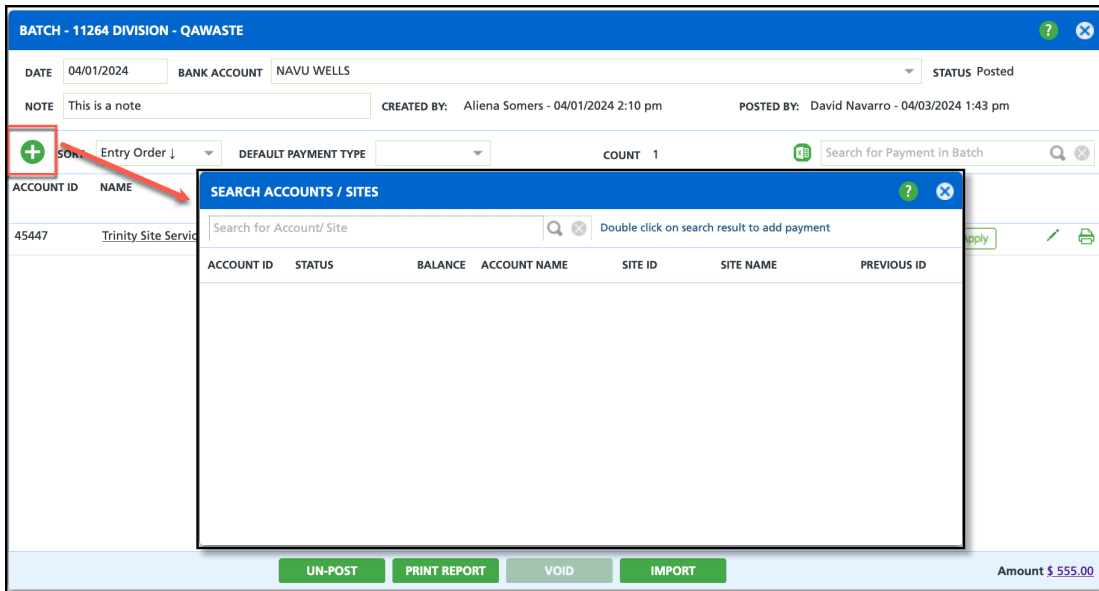 BATCH - 11264 DIVISION - QAWASTE ?
DATE 04/01/2024 BANK ACCOUNT NAVU WELLS STATUS Posted
NOTE This is a note CREATED BY: Aliena Somers - 04/01/2024 2:10 pm POSTED BY: David Navarro - 04/03/2024 1:43 pm
SORT Entry Order ↓ DEFAULT PAYMENT TYPE COUNT 1 Search for Payment in Batch
ACCOUNT ID NAME
45447 Trinity Site Servic
SEARCH ACCOUNTS / SITES ?
Search for Account/ Site Double click on search result to add payment
ACCOUNT ID STATUS BALANCE ACCOUNT NAME SITE ID SITE NAME PREVIOUS ID
UN-POST PRINT REPORT VOID IMPORT Amount $ 555.00